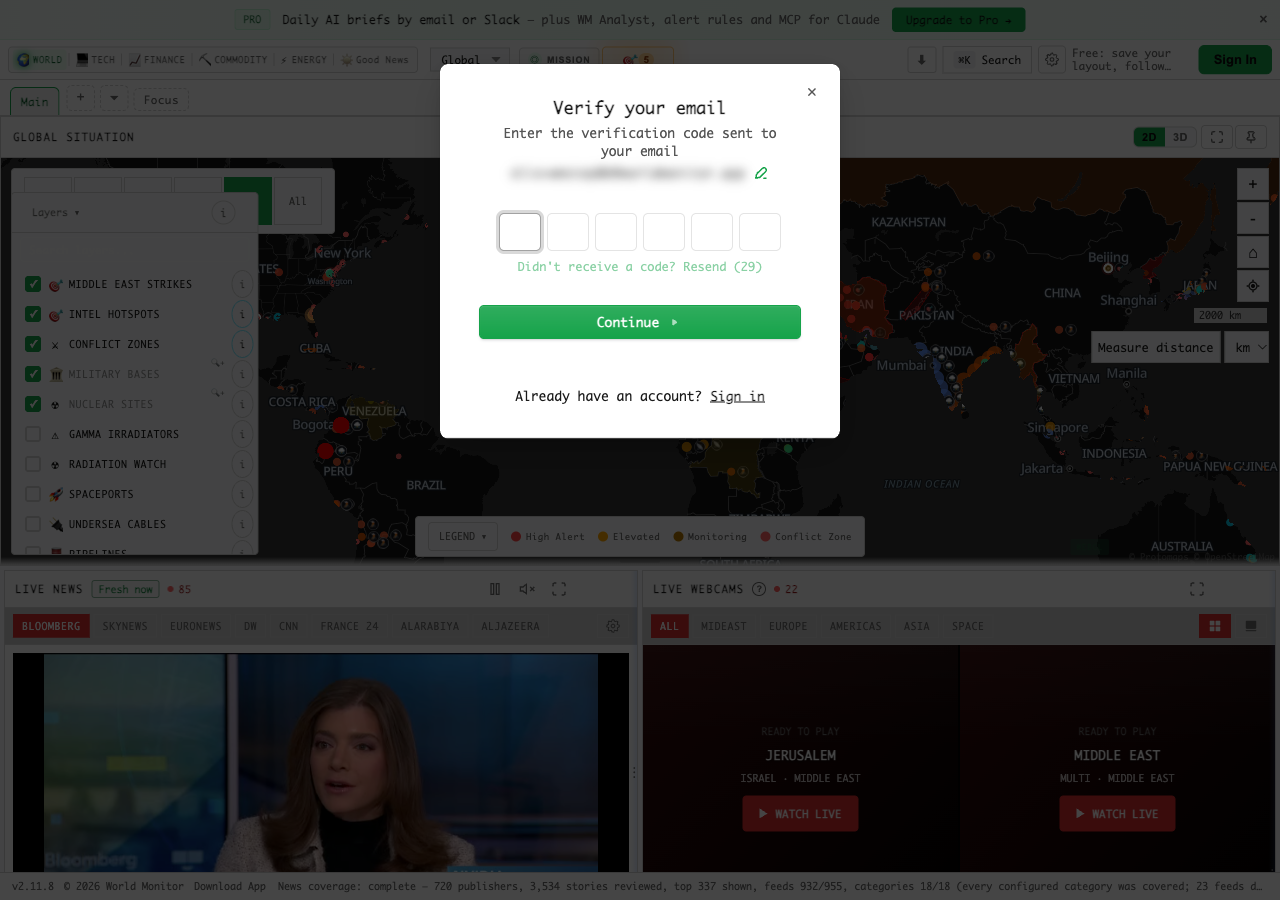 PRO Daily AI briefs by email or Slack — plus WM Analyst, alert rules and MCP for Claude Upgrade to Pro → ×
WORLD TECH FINANCE COMMODITY ENERGY Good News Global MISSION 5 ⌘K Search Free: save your layout, follow… Sign In
Main + Focus
GLOBAL SITUATION 2D 3D
All
Layers ▾ i
MIDDLE EAST STRIKES i
INTEL HOTSPOTS i
CONFLICT ZONES i
MILITARY BASES i
NUCLEAR SITES i
GAMMA IRRADIATORS i
RADIATION WATCH i
SPACEPORTS i
UNDERSEA CABLES i
PIPELINES
New York
Washington
CUBA
COSTA RICA
VENEZUELA
Bogota
PERU
BRAZIL
Verify your email
×
Enter the verification code sent to
your email
Didn't receive a code? Resend (29)
Continue
Already have an account? Sign in
KAZAKHSTAN
Beijing
JAPAN
CHINA
Shanghai
PAKISTAN
INDIA
Mumbai
VIETNAM
Manila
Singapore
INDONESIA
Jakarta
PAPUA NEW GUINEA
KENYA
INDIAN OCEAN
AUSTRALIA
+
-
2000 km
Measure distance km
LEGEND ▾ High Alert Elevated Monitoring Conflict Zone
LIVE NEWS Fresh now 85
BLOOMBERG SKYNEWS EURONEWS DW CNN FRANCE 24 ALARABIYA ALJAZEERA
Bloomberg
LIVE WEBCAMS ? 22
ALL MIDEAST EUROPE AMERICAS ASIA SPACE
READY TO PLAY
JERUSALEM
ISRAEL · MIDDLE EAST
WATCH LIVE
READY TO PLAY
MIDDLE EAST
MULTI · MIDDLE EAST
WATCH LIVE
v2.11.8 © 2026 World Monitor Download App News coverage: complete — 720 publishers, 3,534 stories reviewed, top 337 shown, feeds 932/955, categories 18/18 (every configured category was covered; 23 feeds d…